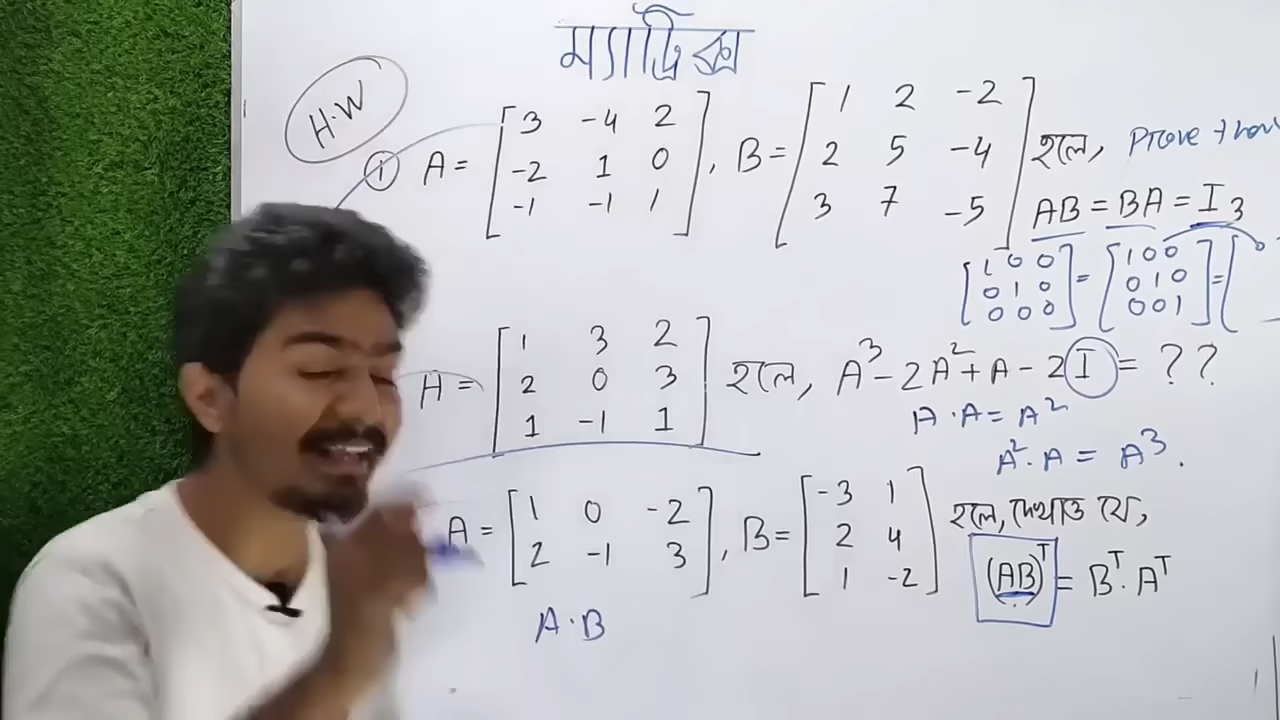 ম্যাট্রিক্স
H.W
① A = [3 -4 2; -2 1 0; -1 -1 1], B = [1 2 -2; 2 5 -4; 3 7 -5] হলে, Prove
AB = BA = I₃
[1 0 0; 0 1 0; 0 0 0] = [1 0 0; 0 1 0; 0 0 1] = [
A = [1 3 2; 2 0 3; 1 -1 1] হলে, A³ - 2A² + A - 2I = ??
A·A = A²
A²·A = A³.
A = [1 0 -2; 2 -1 3], B = [-3 1; 2 4; 1 -2] হলে, দেখাও যে,
(AB)ᵀ = Bᵀ·Aᵀ
A·B